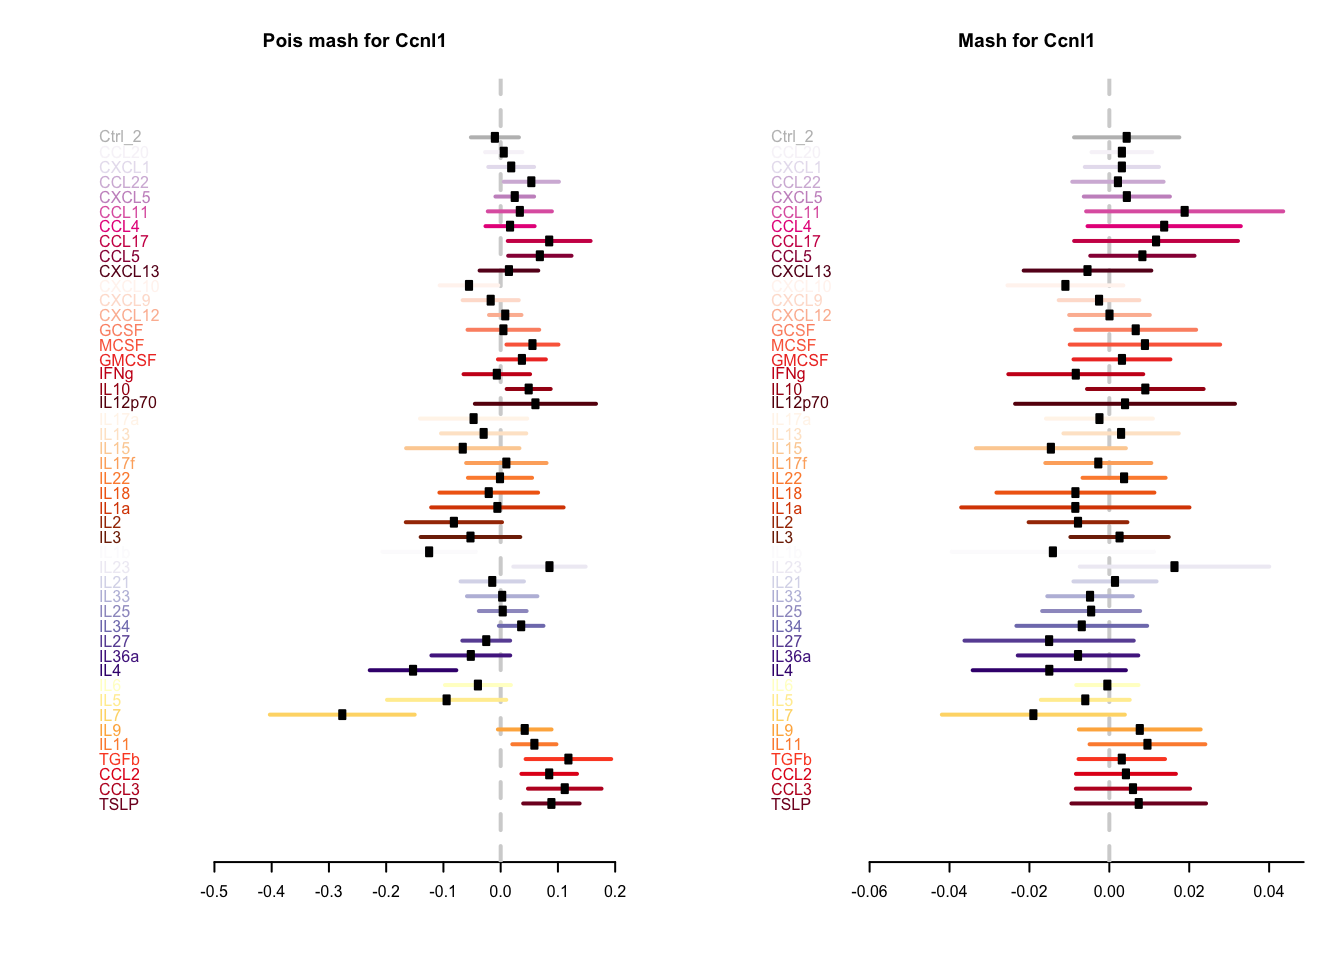 Pois mash for Ccnl1
Ctrl_2
CCL20
CXCL1
CCL22
CXCL5
CCL11
CCL4
CCL17
CCL5
CXCL13
CXCL10
CXCL9
CXCL12
GCSF
MCSF
GMCSF
IFNg
IL10
IL12p70
IL17a
IL13
IL15
IL17f
IL22
IL18
IL1a
IL2
IL3
IL23
IL21
IL33
IL25
IL34
IL27
IL36a
IL4
IL5
IL7
IL9
IL11
TGFb
CCL2
CCL3
TSLP
-0.5 -0.4 -0.3 -0.2 -0.1 0.0 0.1 0.2
Mash for Ccnl1
Ctrl_2
CCL20
CXCL1
CCL22
CXCL5
CCL11
CCL4
CCL17
CCL5
CXCL13
CXCL10
CXCL9
CXCL12
GCSF
MCSF
GMCSF
IFNg
IL10
IL12p70
IL17a
IL13
IL15
IL17f
IL22
IL18
IL1a
IL2
IL3
IL23
IL21
IL33
IL25
IL34
IL27
IL36a
IL4
IL5
IL7
IL9
IL11
TGFb
CCL2
CCL3
TSLP
-0.06 -0.04 -0.02 0.00 0.02 0.04